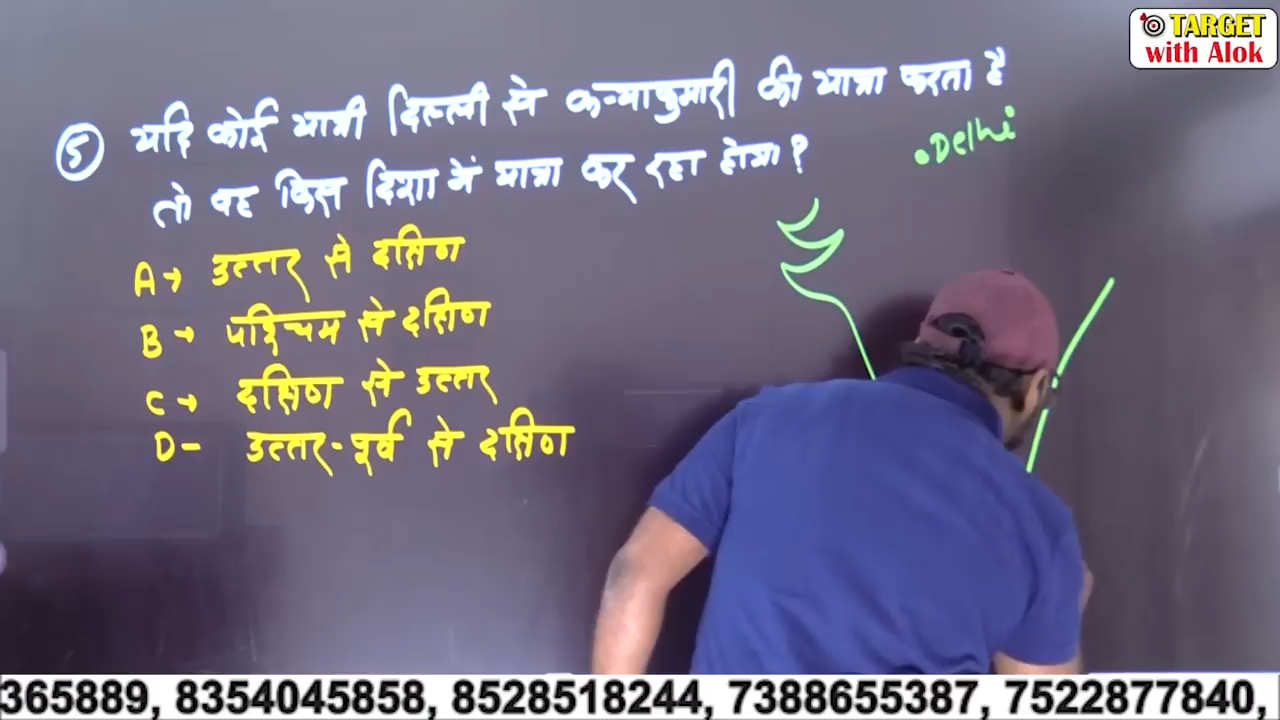 TARGET
with Alok
⑤ यदि कोई यात्री दिल्ली से कन्याकुमारी की यात्रा करता है
तो वह किस दिशा में यात्रा कर रहा होगा?
Delhi
A→ उत्तर से दक्षिण
B→ पश्चिम से दक्षिण
C→ दक्षिण से उत्तर
D- उत्तर-पूर्व से दक्षिण
365889, 8354045858, 8528518244, 7388655387, 7522877840,